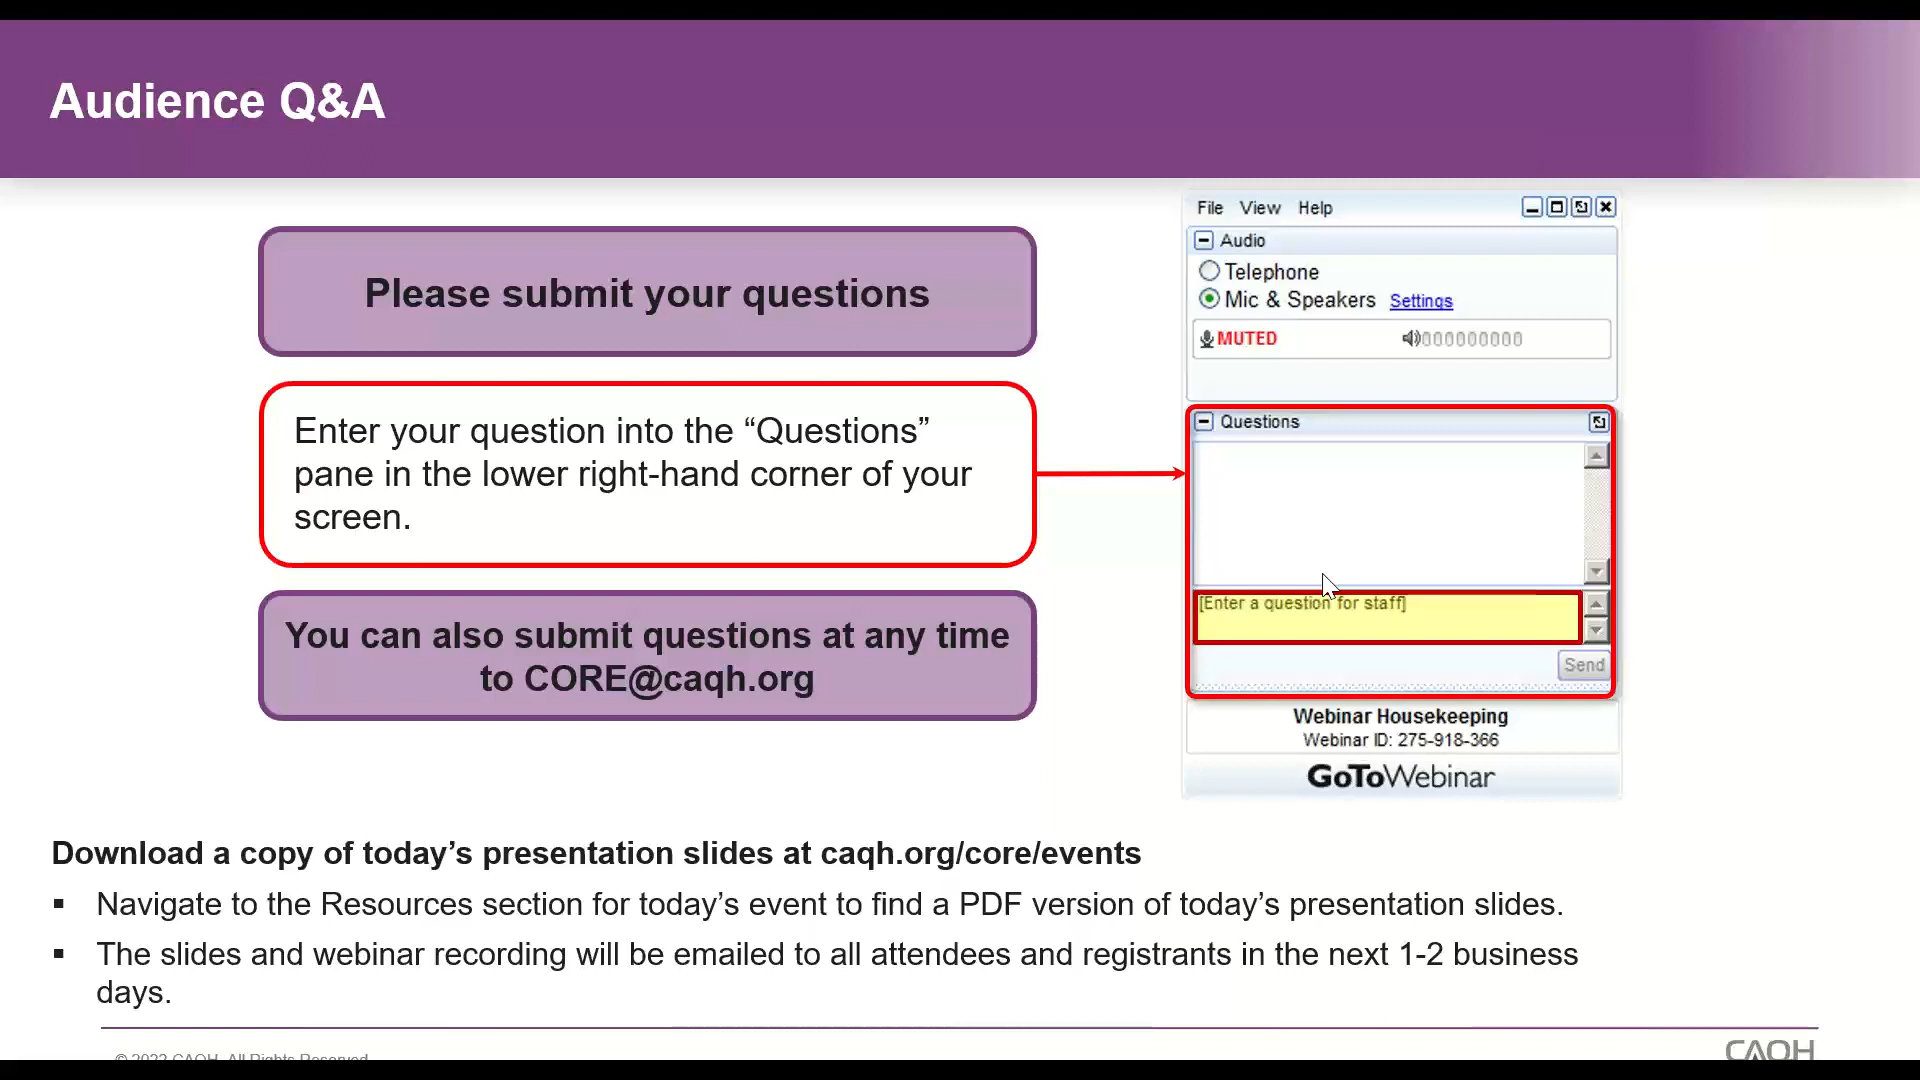 Audience Q&A
Please submit your questions
Enter your question into the “Questions”
pane in the lower right-hand corner of your
screen.
You can also submit questions at any time
to CORE@caqh.org
File View Help
Audio
Telephone
Mic & Speakers Settings
MUTED
Questions
[Enter a question for staff]
Send
Webinar Housekeeping
Webinar ID: 275-918-366
GoToWebinar
Download a copy of today’s presentation slides at caqh.org/core/events
▪ Navigate to the Resources section for today’s event to find a PDF version of today’s presentation slides.
▪ The slides and webinar recording will be emailed to all attendees and registrants in the next 1-2 business
days.
© 2022 CAQH, All Rights Reserved.
CAQH